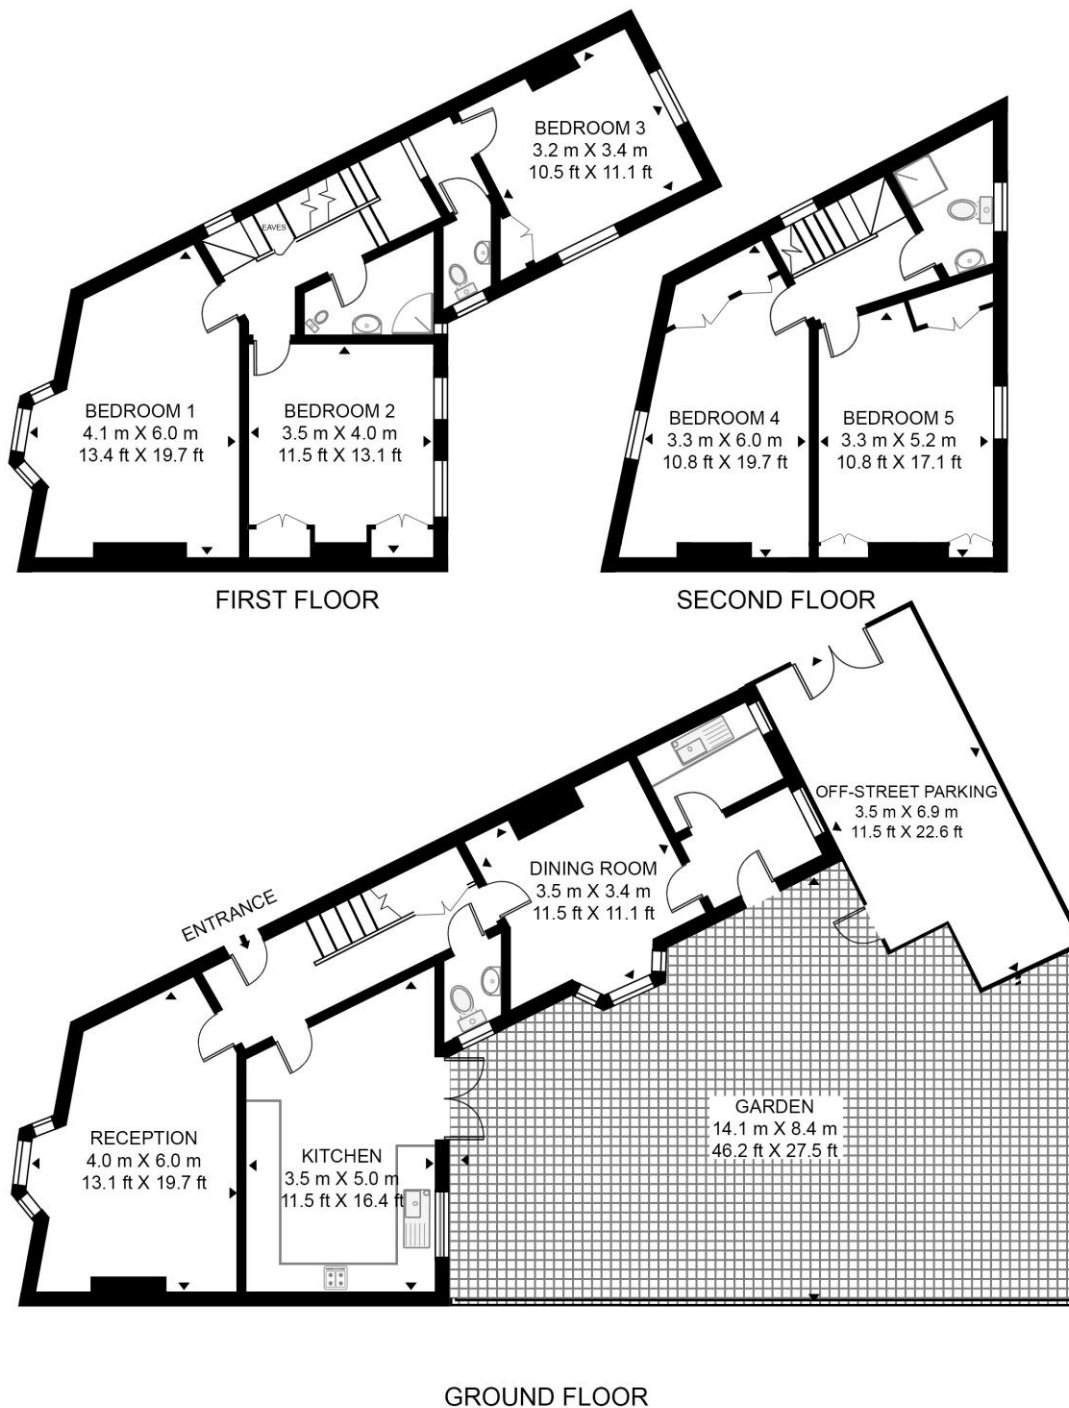 BEDROOM 3
3.2 m X 3.4 m
10.5 ft X 11.1 ft
EAVES
BEDROOM 1
4.1 m X 6.0 m
13.4 ft X 19.7 ft
BEDROOM 2
3.5 m X 4.0 m
11.5 ft X 13.1 ft
BEDROOM 4
3.3 m X 6.0 m
10.8 ft X 19.7 ft
BEDROOM 5
3.3 m X 5.2 m
10.8 ft X 17.1 ft
FIRST FLOOR
SECOND FLOOR
OFF-STREET PARKING
3.5 m X 6.9 m
11.5 ft X 22.6 ft
DINING ROOM
3.5 m X 3.4 m
11.5 ft X 11.1 ft
ENTRANCE
RECEPTION
4.0 m X 6.0 m
13.1 ft X 19.7 ft
KITCHEN
3.5 m X 5.0 m
11.5 ft X 16.4 ft
GARDEN
14.1 m X 8.4 m
46.2 ft X 27.5 ft
GROUND FLOOR